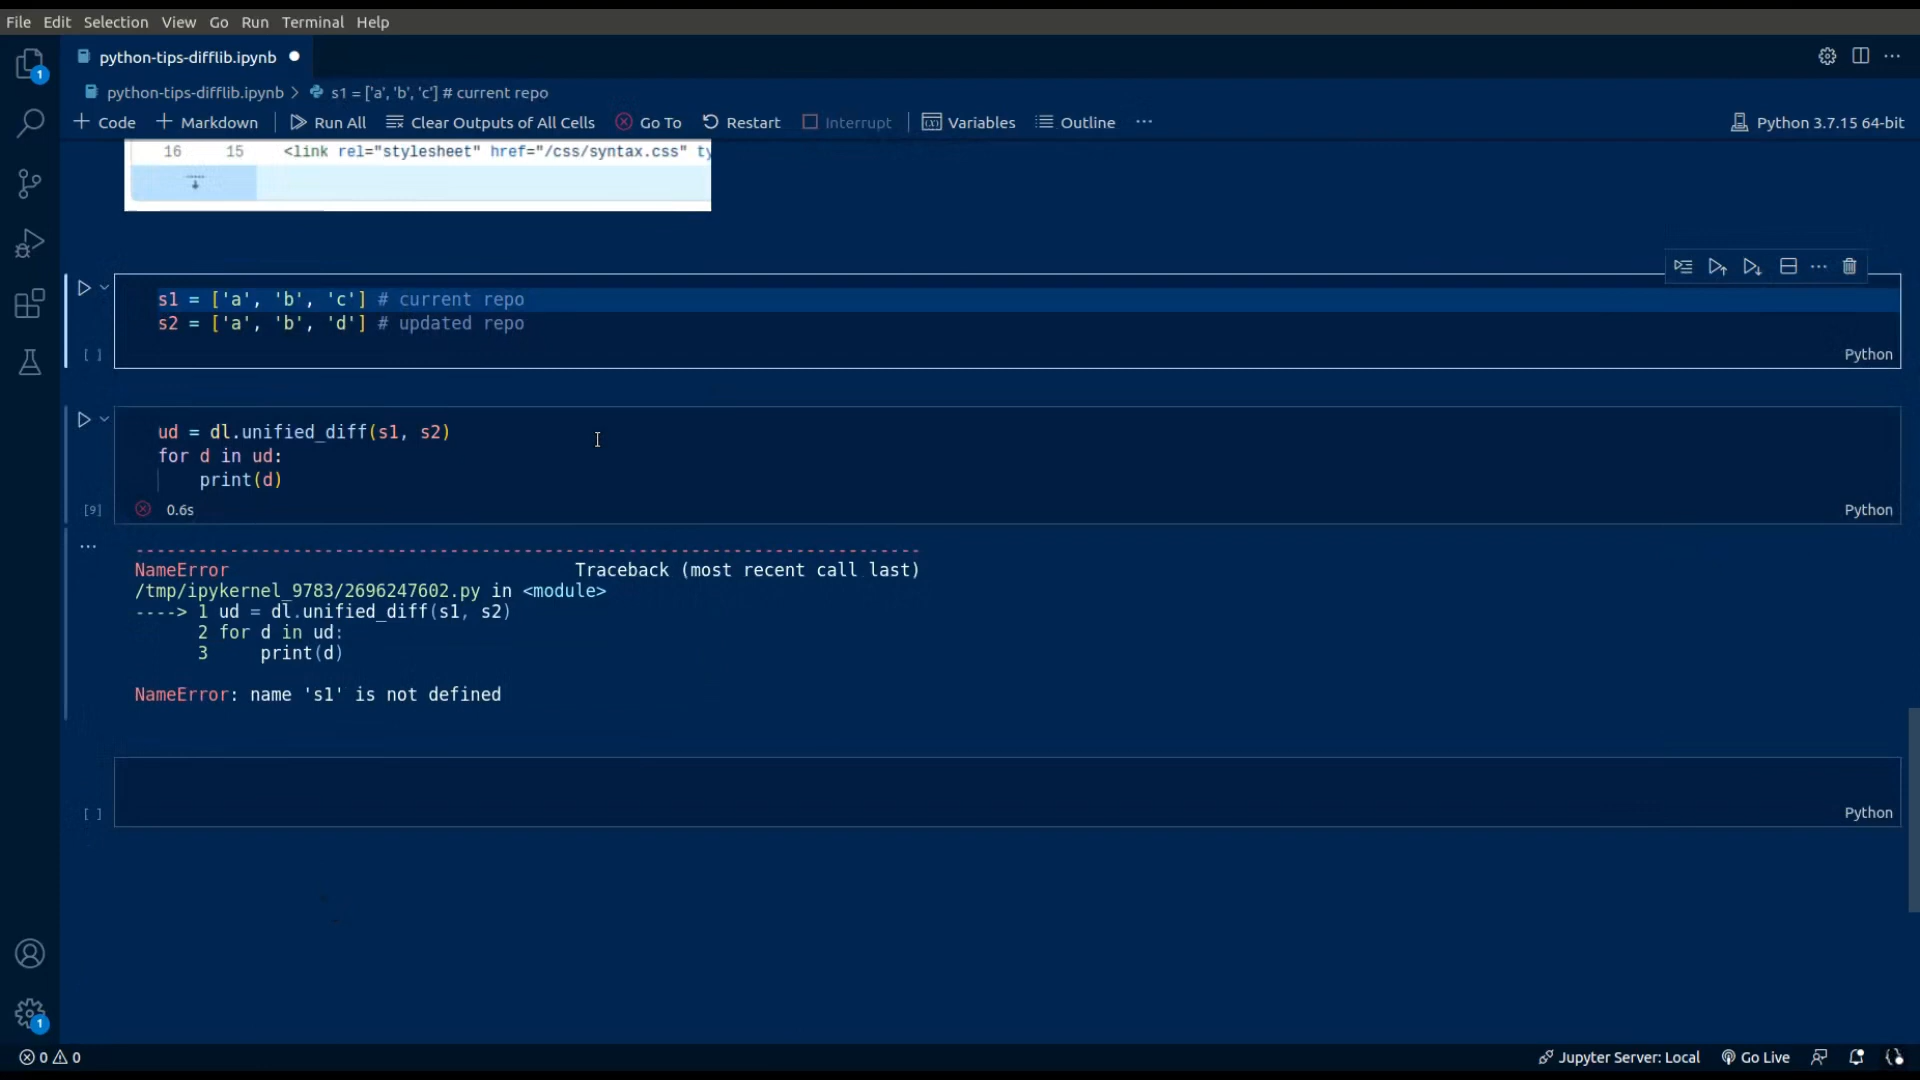 File Edit Selection View Go Run Terminal Help
python-tips-difflib.ipynb
python-tips-difflib.ipynb > s1 = ['a', 'b', 'c'] # current repo
+ Code + Markdown Run All Clear Outputs of All Cells Go To Restart Interrupt Variables Outline ... Python 3.7.15 64-bit
16 15 <link rel="stylesheet" href="/css/syntax.css" ty
s1 = ['a', 'b', 'c'] # current repo
s2 = ['a', 'b', 'd'] # updated repo
[ ] Python
ud = dl.unified_diff(s1, s2)
for d in ud:
print(d)
[9] 0.6s Python
---------------------------------------------------------------------------
NameError Traceback (most recent call last)
/tmp/ipykernel_9783/2696247602.py in <module>
----> 1 ud = dl.unified_diff(s1, s2)
2 for d in ud:
3 print(d)
NameError: name 's1' is not defined
[ ] Python
1
1
0 0 Jupyter Server: Local Go Live